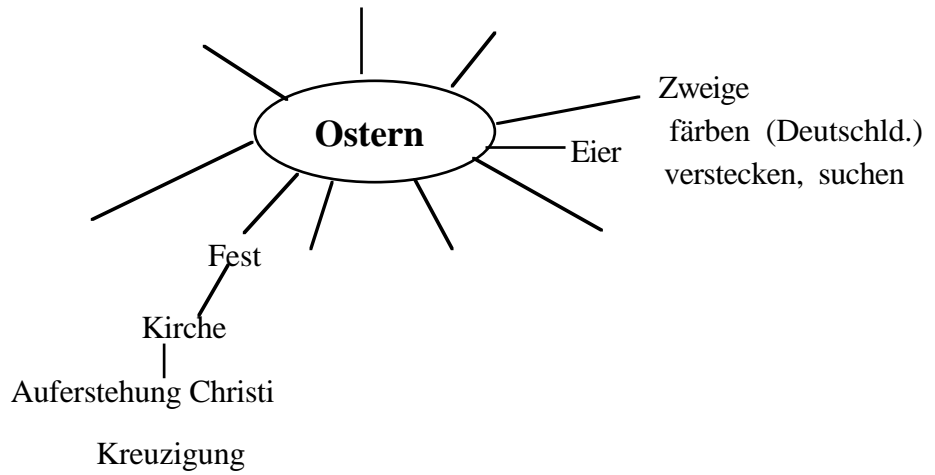 Zweige
färben (Deutschld.)
Ostern
Eier
verstecken, suchen
Fest
Kirche
Auferstehung Christi
Kreuzigung